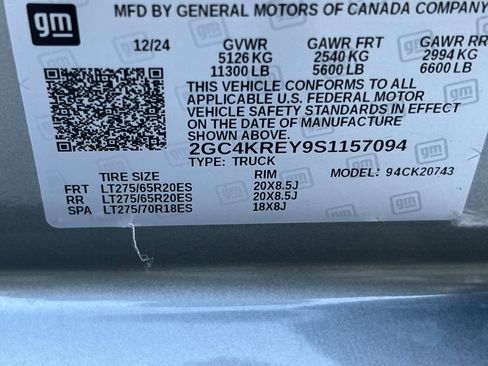 MFD BY GENERAL MOTORS OF CANADA COMPANY
gm
12/24 GVWR GAWR FRT GAWR RR
5126 KG 2540 KG 2994 KG
11300 LB 5600 LB 6600 LB
THIS VEHICLE CONFORMS TO ALL
APPLICABLE U.S. FEDERAL MOTOR
VEHICLE SAFETY STANDARDS IN EFFECT
ON THE DATE OF MANUFACTURE
SHOWN ABOVE.
2GC4KREY9S1157094
TYPE: TRUCK MODEL: 94CK20743
TIRE SIZE RIM
FRT LT275/65R20ES 20X8.5J
RR LT275/65R20ES 20X8.5J
SPA LT275/70R18ES 18X8J